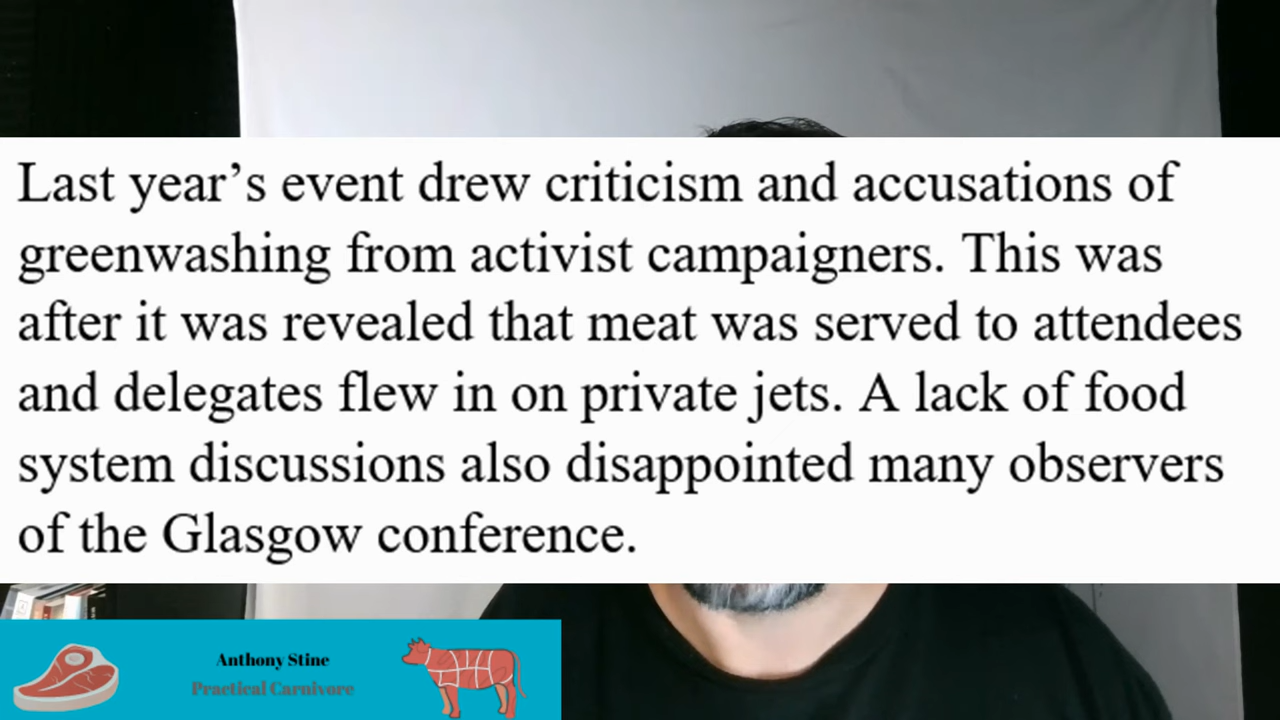 Last year’s event drew criticism and accusations of
greenwashing from activist campaigners. This was
after it was revealed that meat was served to attendees
and delegates flew in on private jets. A lack of food
system discussions also disappointed many observers
of the Glasgow conference.
Anthony Stine
Practical Carnivore